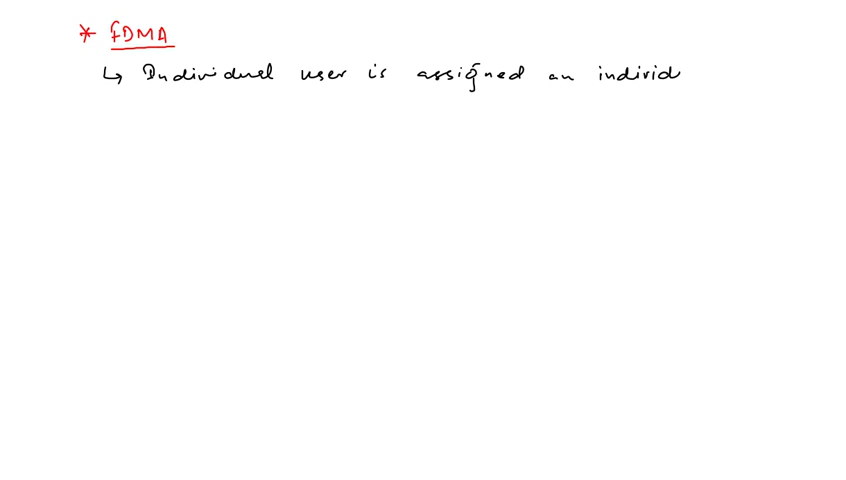 * FDMA
↳ Individual user is assigned an individ